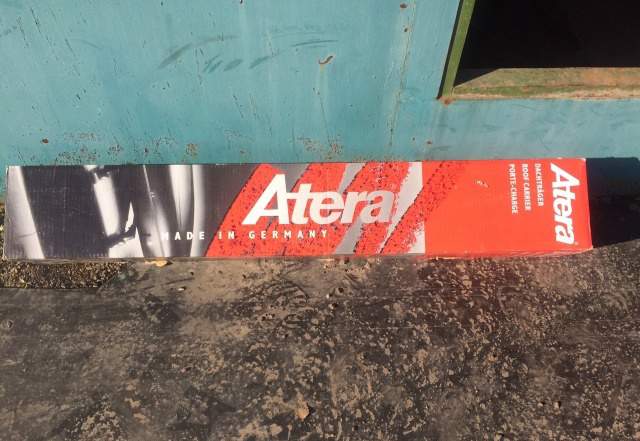 Atera
MADE IN GERMANY
DACHTRÄGER
ROOF CARRIER
PORTE-CHARGE
Atera